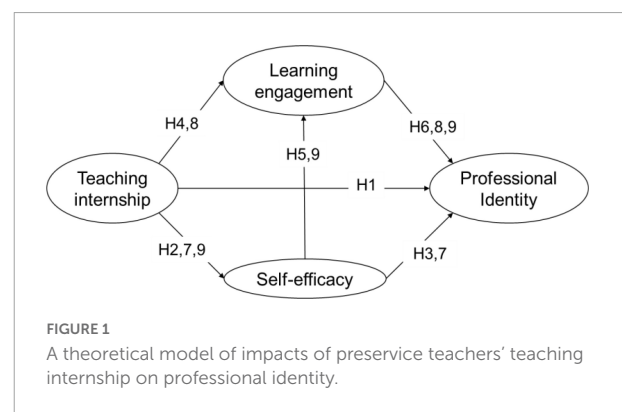 Learning
engagement
H4,8
H6,8,9
H5,9
Teaching
internship
H1
Professional
Identity
H2,7,9
H3,7
Self-efficacy
FIGURE 1
A theoretical model of impacts of preservice teachers’ teaching
internship on professional identity.